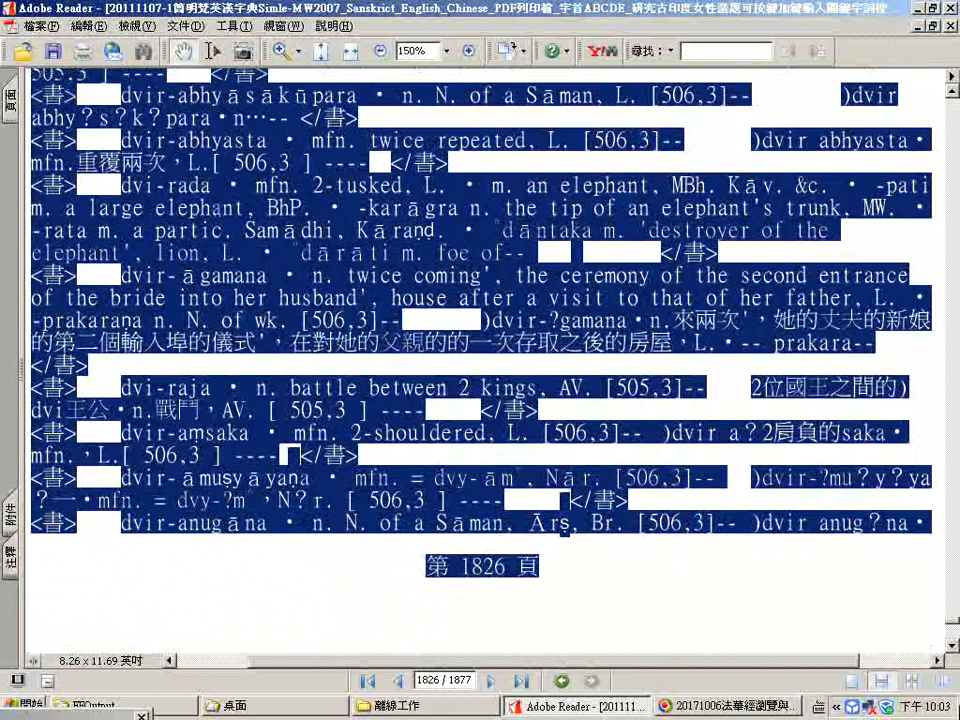 Adobe Reader - [20111107-1簡明梵英漢字典Simle-MW2007_Sanskrict_English_Chinese_PDF列印檔_字首ABCDE_研究古印度女性議題可按鍵加鍵輸入關鍵字詞搜
檔案(F) 編輯(E) 檢視(V) 文件(D) 工具(T) 視窗(W) 說明(H)
150% Y! 尋找：
頁面
505,3 ] ---- </書>
<書> dvir-abhyāsākūpara · n. N. of a Sāman, L. [506,3]-- )dvir
abhy?s?k?para·n…-- </書>
<書> dvir-abhyasta · mfn. twice repeated, L. [506,3]-- )dvir abhyasta·
mfn.重覆兩次，L.[ 506,3 ] ---- </書>
<書> dvi-rada · mfn. 2-tusked, L. · m. an elephant, MBh. Kāv. &c. · -pati
m. a large elephant, BhP. · -karāgra n. the tip of an elephant's trunk, MW. ·
-rata m. a partic. Samādhi, Kāraṇḍ. · °dāntaka m. 'destroyer of the
elephant', lion, L. · °dārāti m. foe of-- </書>
<書> dvir-āgamana · n. 'twice coming', the ceremony of the second entrance
of the bride into her husband', house after a visit to that of her father, L. ·
-prakaraṇa n. N. of wk. [506,3]-- )dvir-?gamana·n.來兩次'，她的丈夫的新娘
的第二個輸入埠的儀式'，在對她的父親的的一次存取之後的房屋，L.·-- prakara--
</書>
<書> dvi-raja · n. battle between 2 kings, AV. [505,3]-- 2位國王之間的)
dvi王公·n.戰鬥，AV. [ 505,3 ] ---- </書>
<書> dvir-aṃsaka · mfn. 2-shouldered, L. [506,3]-- )dvir a?2肩負的saka·
mfn.，L.[ 506,3 ] ---- </書>
<書> dvir-āmuṣyāyaṇa · mfn. = dvy-ām°, Nār. [506,3]-- )dvir-?mu?y?ya
?一·mfn. = dvy-?m°，N?r. [ 506,3 ] ---- </書>
<書> dvir-anugāna · n. N. of a Sāman, Ārṣ, Br. [506,3]-- )dvir anug?na·
附件
註釋
第 1826 頁
8.26 x 11.69 英吋
1826 / 1877
開始 FFOutput 桌面 離線工作 Adobe Reader - [2011... 20171006法華經瀏覽與... 下午 10:03